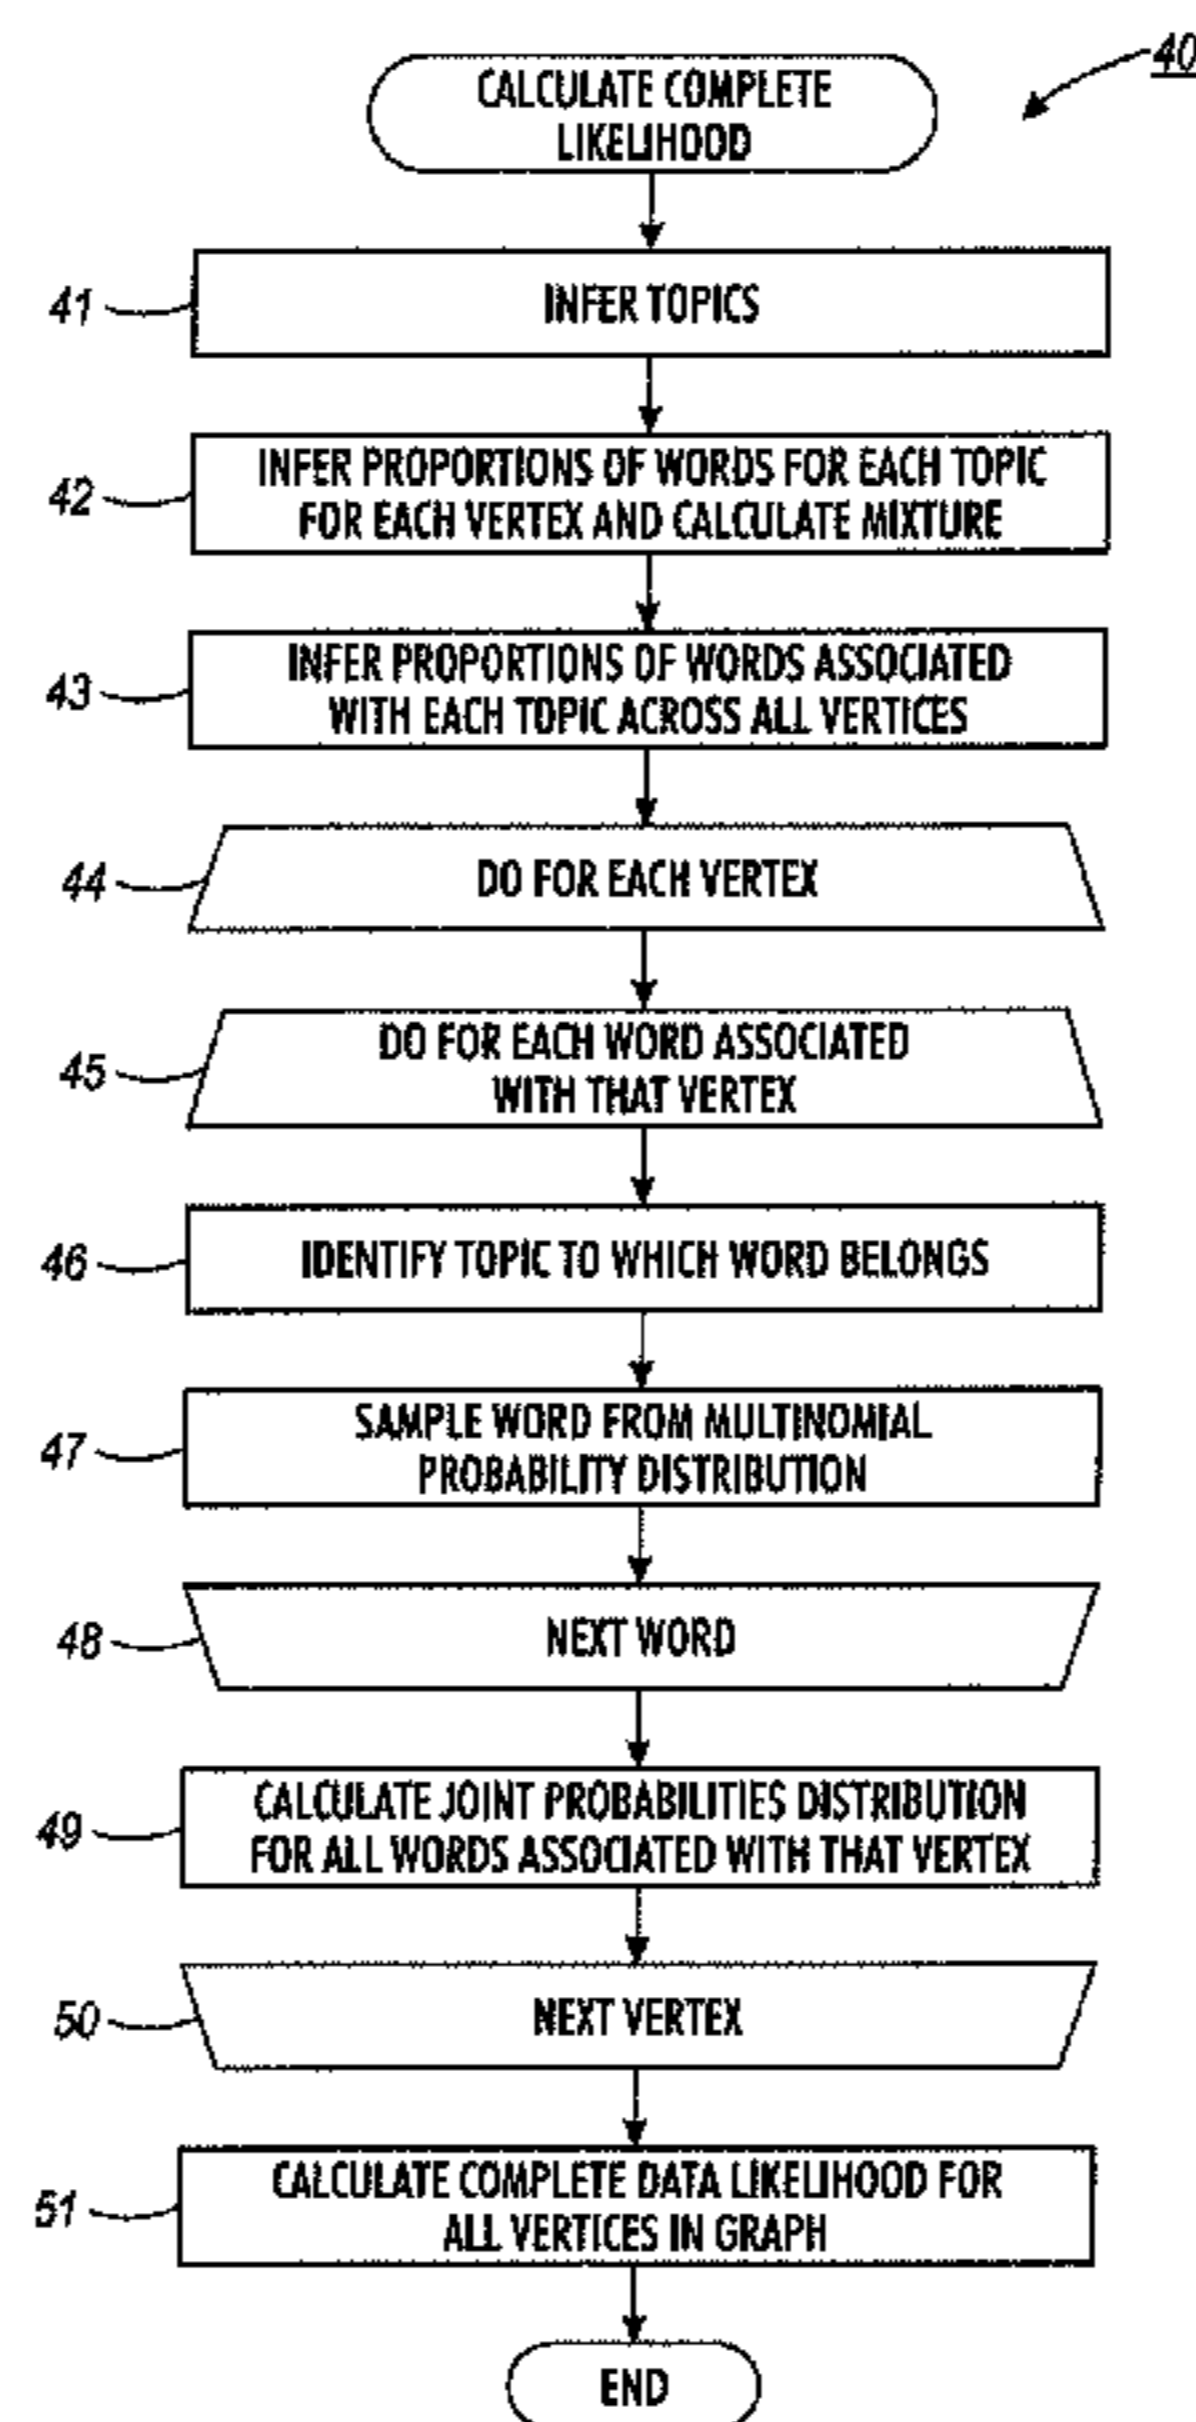 40
CALCULATE COMPLETE
LIKELIHOOD
41
INFER TOPICS
42
INFER PROPORTIONS OF WORDS FOR EACH TOPIC
FOR EACH VERTEX AND CALCULATE MIXTURE
43
INFER PROPORTIONS OF WORDS ASSOCIATED
WITH EACH TOPIC ACROSS ALL VERTICES
44
DO FOR EACH VERTEX
45
DO FOR EACH WORD ASSOCIATED
WITH THAT VERTEX
46
IDENTIFY TOPIC TO WHICH WORD BELONGS
47
SAMPLE WORD FROM MULTINOMIAL
PROBABILITY DISTRIBUTION
48
NEXT WORD
49
CALCULATE JOINT PROBABILITIES DISTRIBUTION
FOR ALL WORDS ASSOCIATED WITH THAT VERTEX
50
NEXT VERTEX
51
CALCULATE COMPLETE DATA LIKELIHOOD FOR
ALL VERTICES IN GRAPH
END